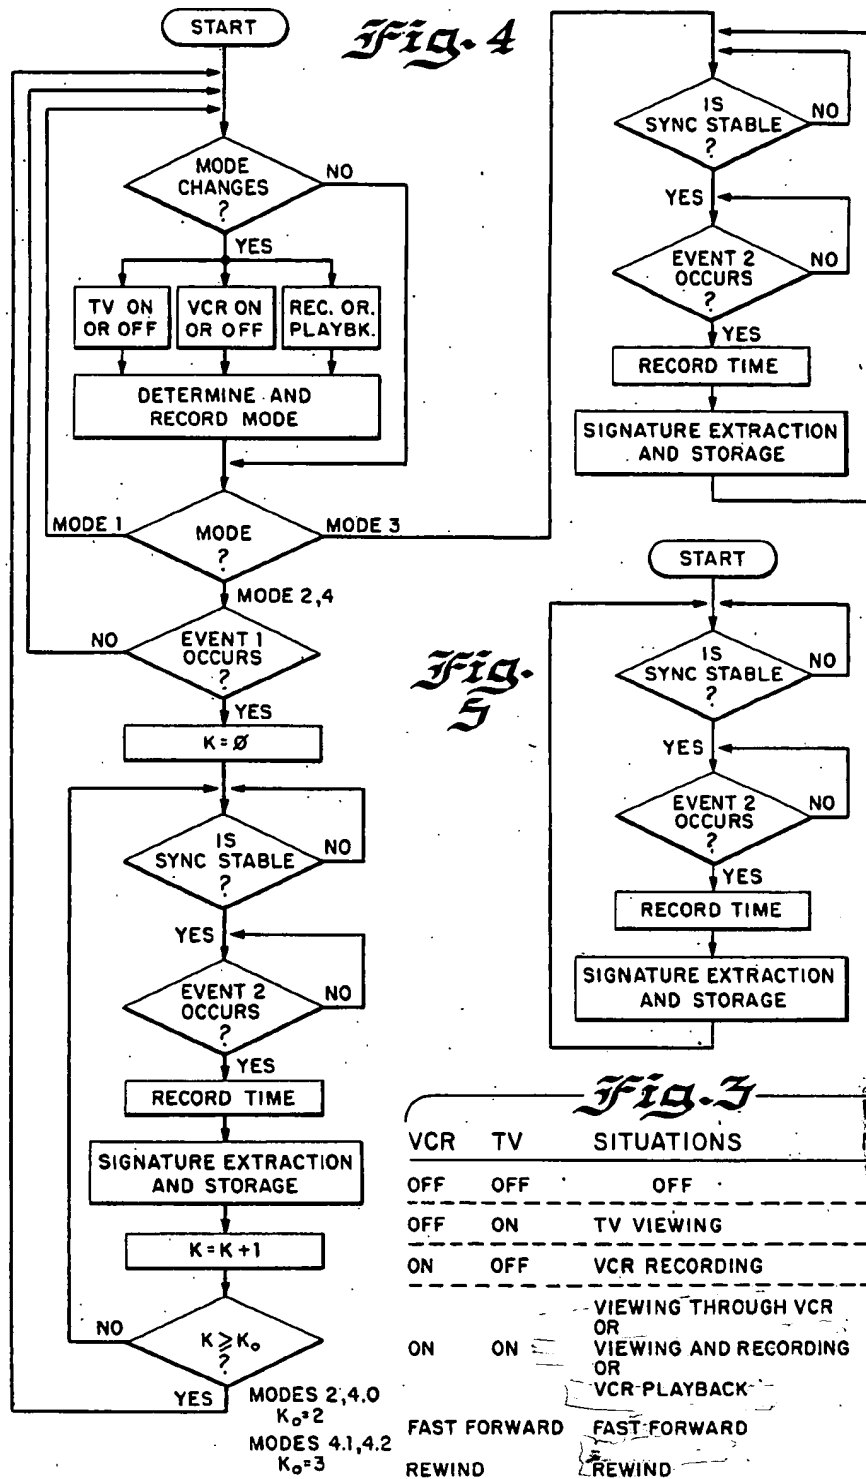 START
Fig. 4
MODE
CHANGES
?
NO
YES
TV ON
OR OFF
VCR ON
OR OFF
REC. OR.
PLAYBK.
DETERMINE AND
RECORD MODE
MODE 1
MODE
?
MODE 3
MODE 2,4
NO
EVENT 1
OCCURS
?
YES
K=Ø
IS
SYNC STABLE
?
NO
YES
EVENT 2
OCCURS
?
NO
YES
RECORD TIME
SIGNATURE EXTRACTION
AND STORAGE
K=K+1
NO
K≥K₀
?
YES
MODES 2,4.0
K₀=2
MODES 4.1,4.2
K₀=3
IS
SYNC STABLE
?
NO
YES
EVENT 2
OCCURS
?
NO
YES
RECORD TIME
SIGNATURE EXTRACTION
AND STORAGE
Fig.
5
START
IS
SYNC STABLE
?
NO
YES
EVENT 2
OCCURS
?
NO
YES
RECORD TIME
SIGNATURE EXTRACTION
AND STORAGE
Fig. 3
VCR TV SITUATIONS
OFF OFF OFF
OFF ON TV VIEWING
ON OFF VCR RECORDING
VIEWING THROUGH VCR
OR
ON ON VIEWING AND RECORDING
OR
VCR PLAYBACK
FAST FORWARD FAST FORWARD
REWIND REWIND